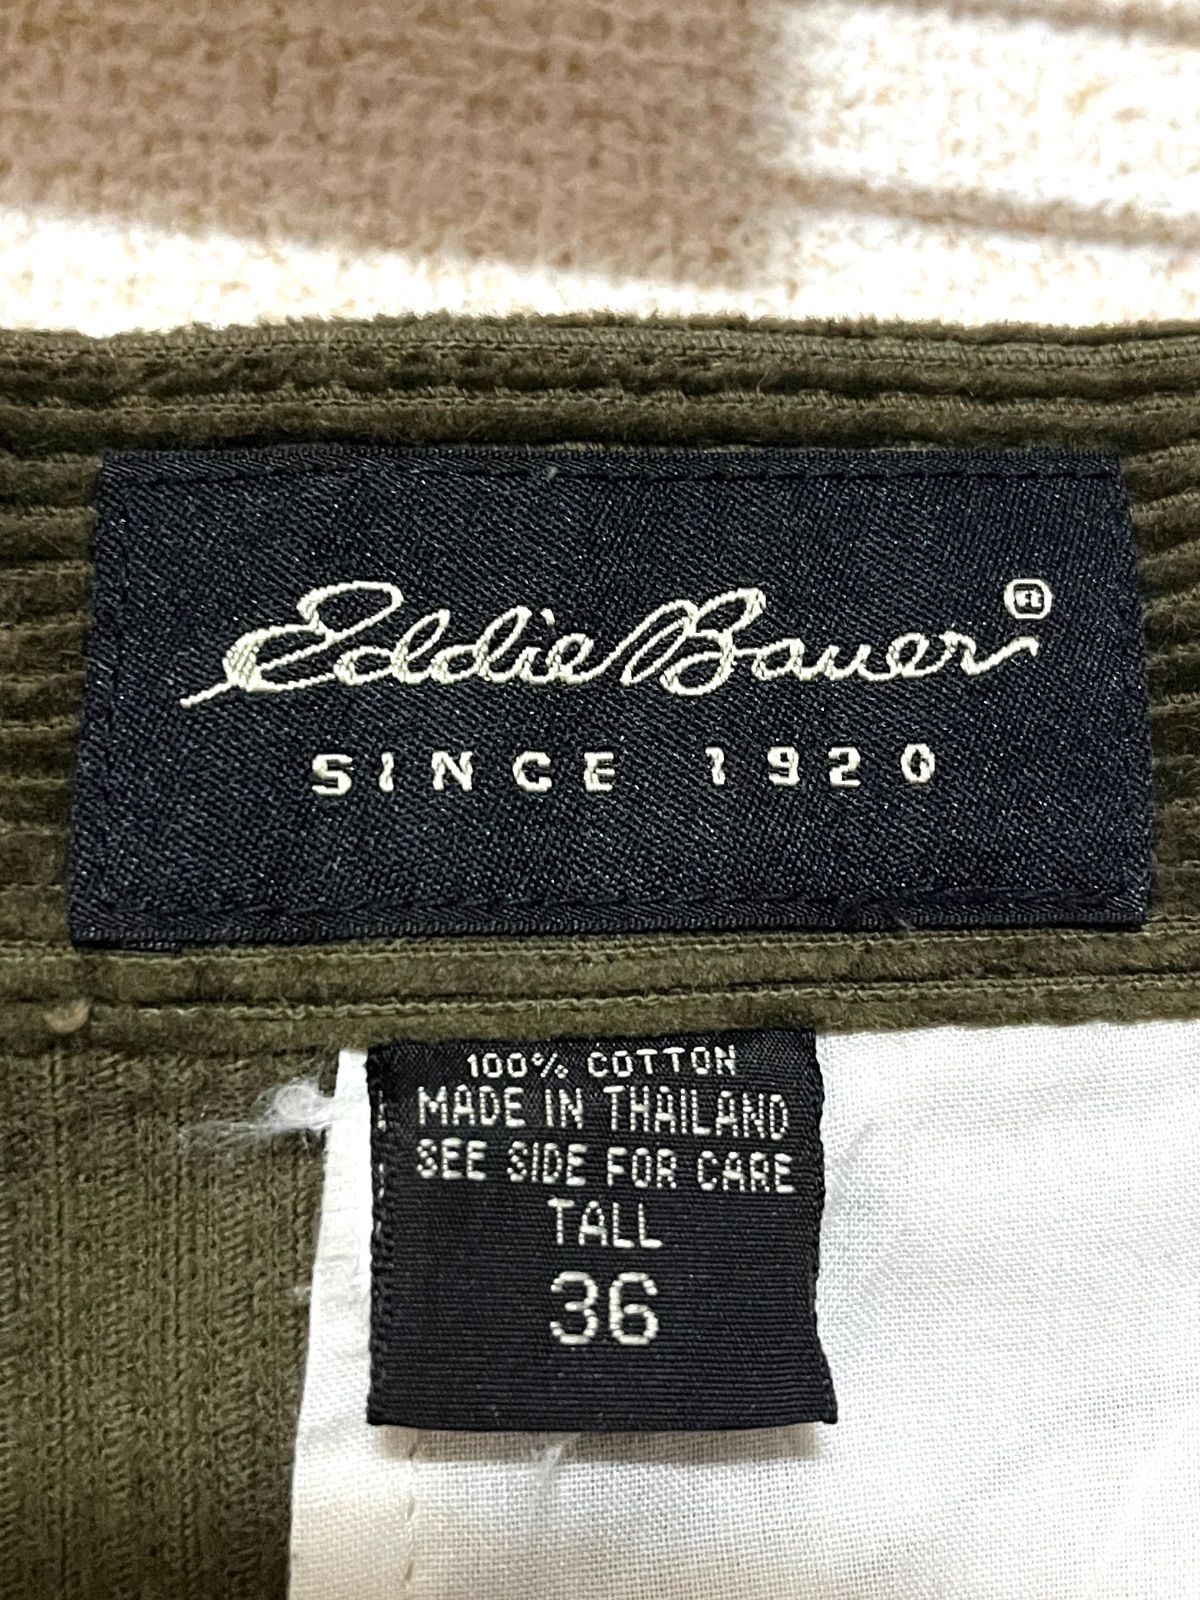 Eddie Bauer®
SINCE 1920
100% COTTON
MADE IN THAILAND
SEE SIDE FOR CARE
TALL
36